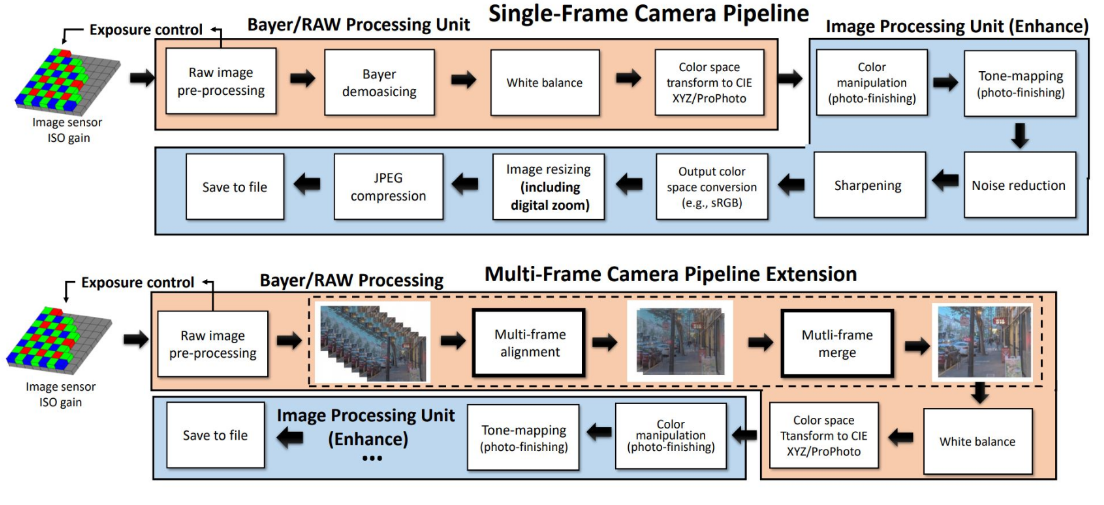 Single-Frame Camera Pipeline
Exposure control
Bayer/RAW Processing Unit
Image Processing Unit (Enhance)
Image sensor
ISO gain
Raw image
pre-processing
Bayer
demoasicing
White balance
Color space
transform to CIE
XYZ/ProPhoto
Color
manipulation
(photo-finishing)
Tone-mapping
(photo-finishing)
Noise reduction
Sharpening
Output color
space conversion
(e.g., sRGB)
Image resizing
(including
digital zoom)
JPEG
compression
Save to file
Multi-Frame Camera Pipeline Extension
Exposure control
Bayer/RAW Processing
Image sensor
ISO gain
Raw image
pre-processing
Multi-frame
alignment
Mutli-frame
merge
White balance
Color space
Transform to CIE
XYZ/ProPhoto
Color
manipulation
(photo-finishing)
Tone-mapping
(photo-finishing)
Image Processing Unit
(Enhance)
•••
Save to file